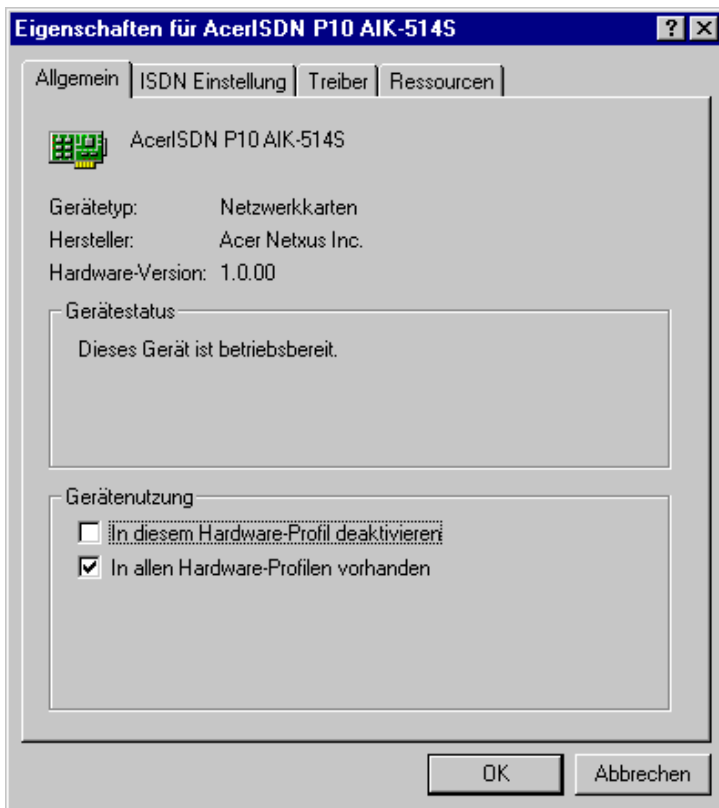 Eigenschaften für AcerISDN P10 AIK-514S
Allgemein ISDN Einstellung Treiber Ressourcen
AcerISDN P10 AIK-514S
Gerätetyp: Netzwerkkarten
Hersteller: Acer Netxus Inc.
Hardware-Version: 1.0.00
Gerätestatus
Dieses Gerät ist betriebsbereit.
Gerätenutzung
In diesem Hardware-Profil deaktivieren
In allen Hardware-Profilen vorhanden
OK Abbrechen